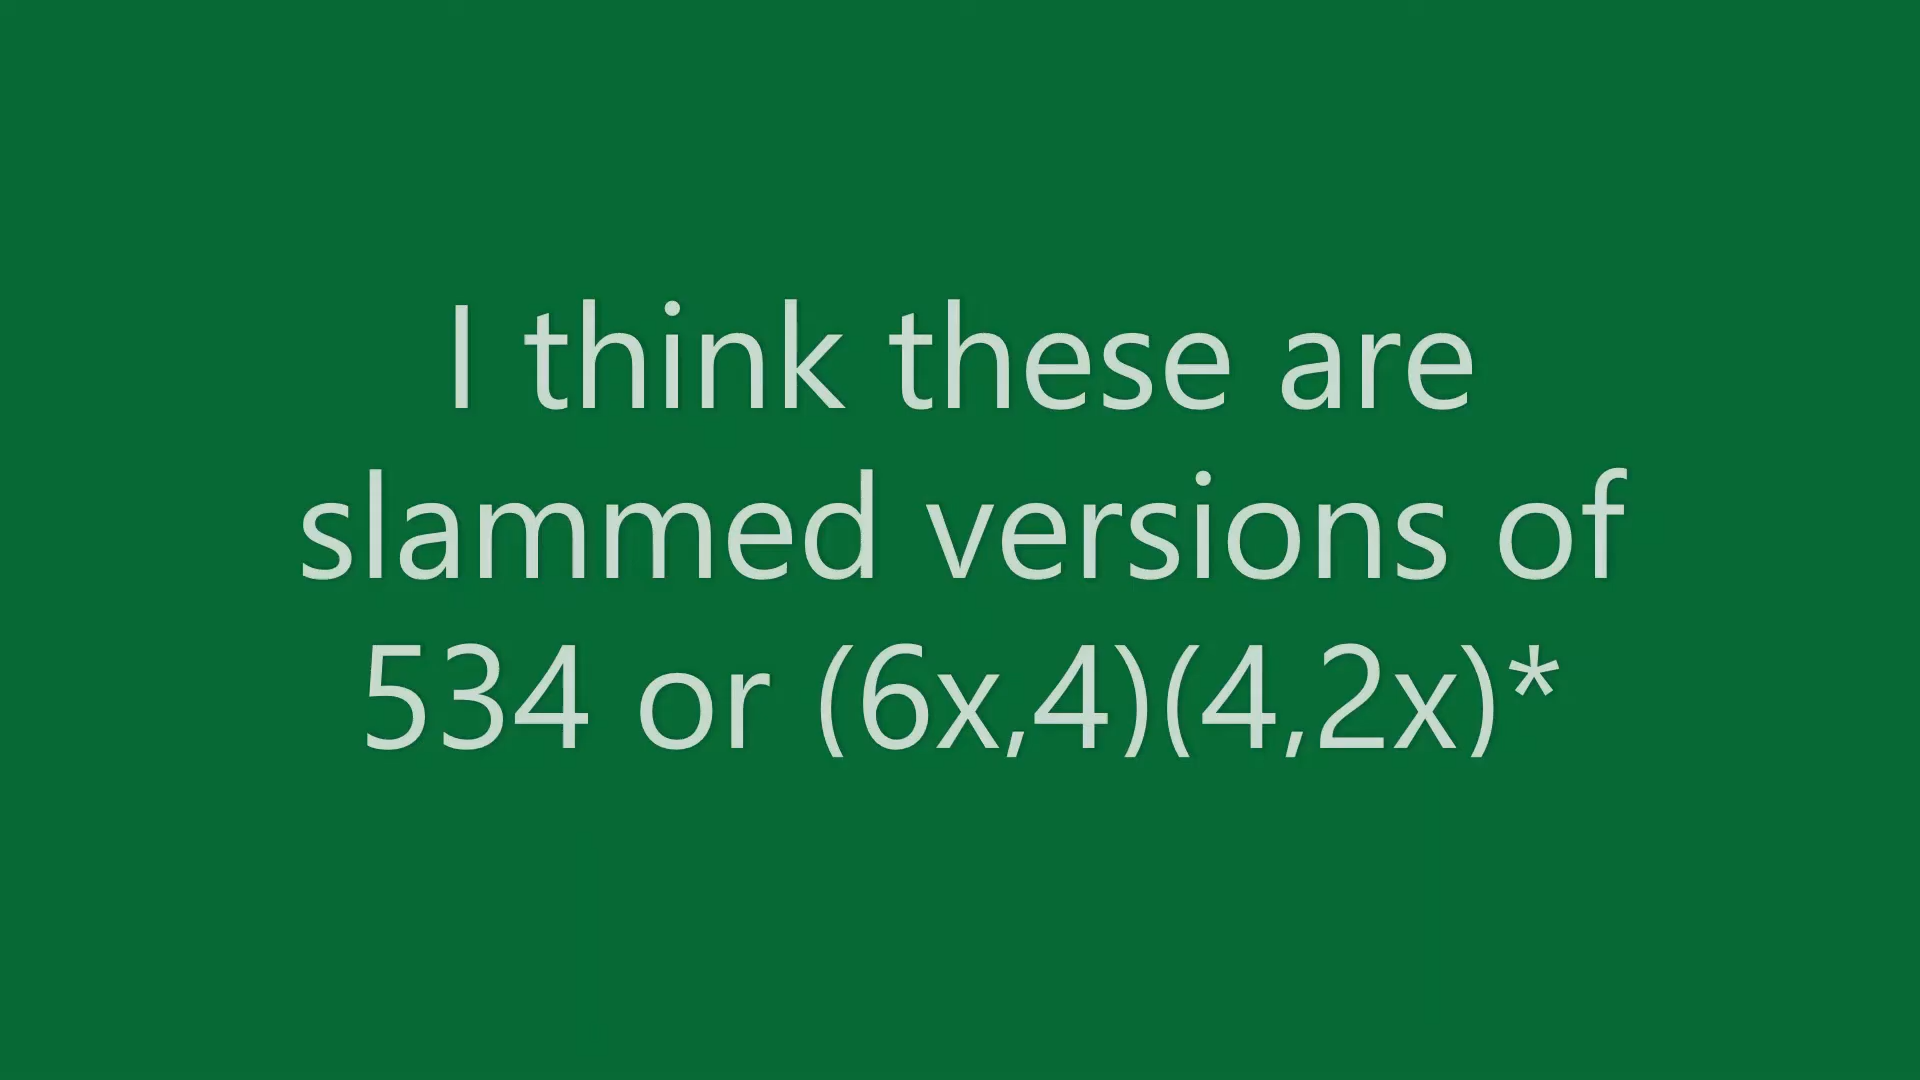 I think these are
slammed versions of
534 or (6x,4)(4,2x)*